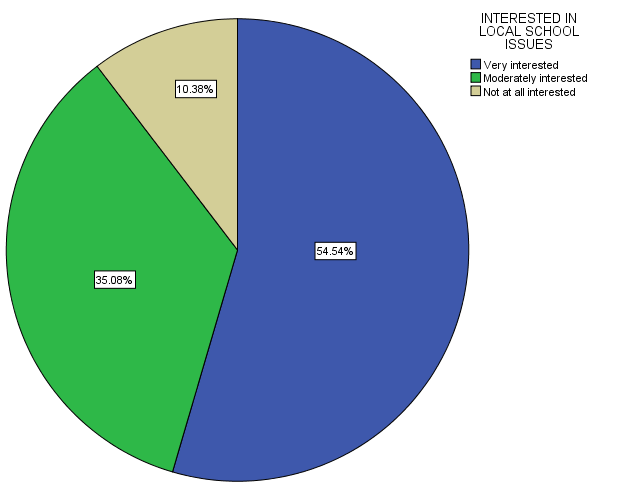 INTERESTED IN
LOCAL SCHOOL
ISSUES
Very interested
Moderately interested
Not at all interested
10.38%
54.54%
35.08%